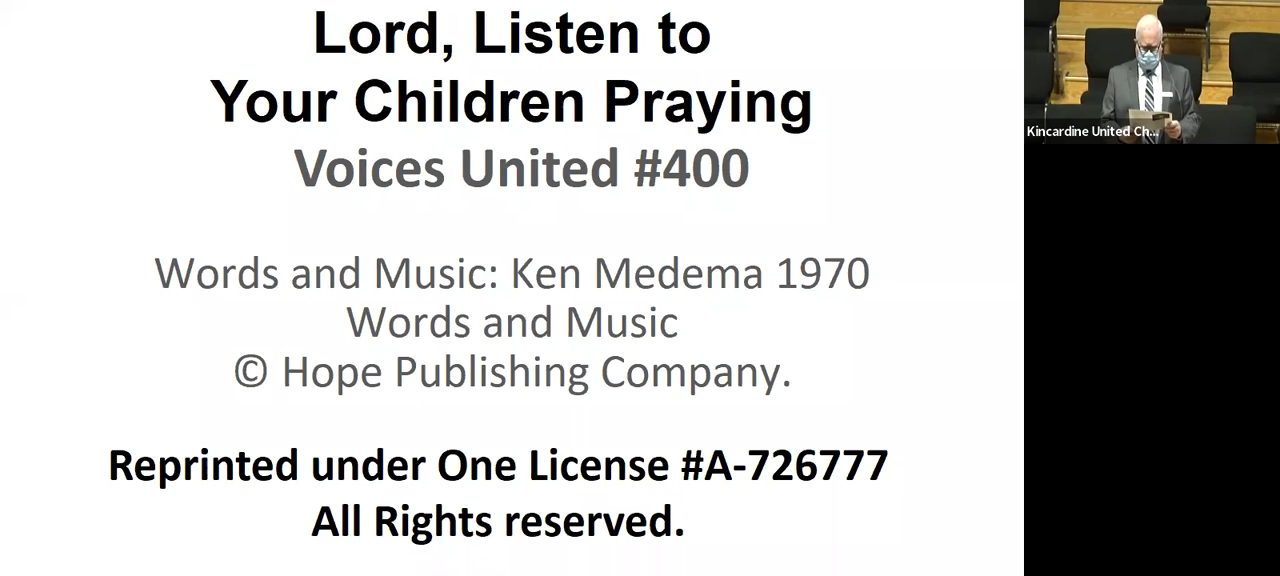 Lord, Listen to
Your Children Praying
Voices United #400
Words and Music: Ken Medema 1970
Words and Music
© Hope Publishing Company.
Reprinted under One License #A-726777
All Rights reserved.
Kincardine United Ch...